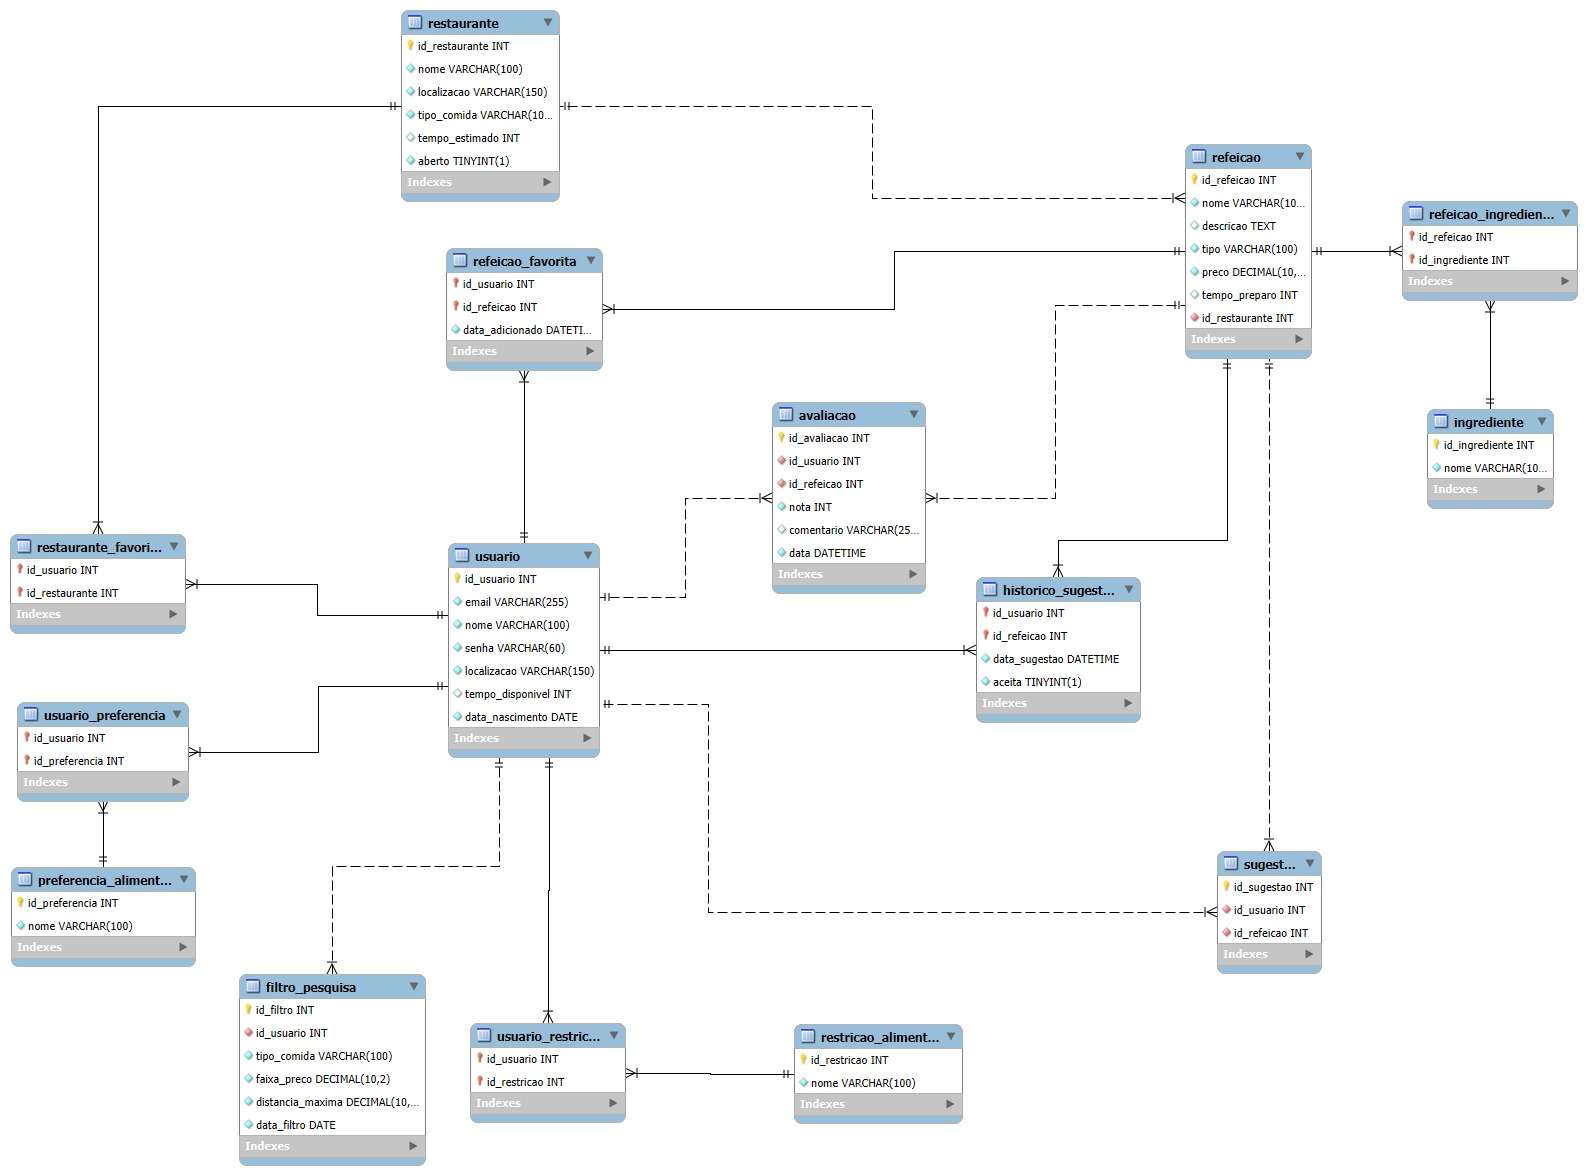 restaurante
id_restaurante INT
nome VARCHAR(100)
localizacao VARCHAR(150)
tipo_comida VARCHAR(10...
tempo_estimado INT
aberto TINYINT(1)
Indexes
refeicao
id_refeicao INT
nome VARCHAR(10...
descricao TEXT
tipo VARCHAR(100)
preco DECIMAL(10,...
tempo_preparo INT
id_restaurante INT
Indexes
refeicao_ingredien...
id_refeicao INT
id_ingrediente INT
Indexes
refeicao_favorita
id_usuario INT
id_refeicao INT
data_adicionado DATETI...
Indexes
avaliacao
id_avaliacao INT
id_usuario INT
id_refeicao INT
nota INT
comentario VARCHAR(25...
data DATETIME
Indexes
ingrediente
id_ingrediente INT
nome VARCHAR(10...
Indexes
restaurante_favori...
id_usuario INT
id_restaurante INT
Indexes
usuario
id_usuario INT
email VARCHAR(255)
nome VARCHAR(100)
senha VARCHAR(60)
localizacao VARCHAR(150)
tempo_disponivel INT
data_nascimento DATE
Indexes
historico_sugest...
id_usuario INT
id_refeicao INT
data_sugestao DATETIME
aceita TINYINT(1)
Indexes
usuario_preferencia
id_usuario INT
id_preferencia INT
Indexes
preferencia_aliment...
id_preferencia INT
nome VARCHAR(100)
Indexes
sugest...
id_sugestao INT
id_usuario INT
id_refeicao INT
Indexes
filtro_pesquisa
id_filtro INT
id_usuario INT
tipo_comida VARCHAR(100)
faixa_preco DECIMAL(10,2)
distancia_maxima DECIMAL(10,...
data_filtro DATE
Indexes
usuario_restric...
id_usuario INT
id_restricao INT
Indexes
restricao_aliment...
id_restricao INT
nome VARCHAR(100)
Indexes